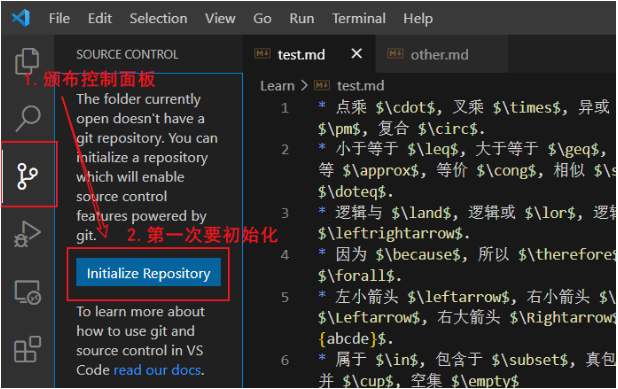 File Edit Selection View Go Run Terminal Help
SOURCE CONTROL
test.md
other.md
Learn > test.md
1. 颁布控制面板
The folder currently
open doesn't have a
git repository. You can
initialize a repository
which will enable
source control
features powered by
git.
2. 第一次要初始化
Initialize Repository
To learn more about
how to use git and
source control in VS
Code read our docs.
1 * 点乘 $\cdot$, 叉乘 $\times$, 异或
$\pm$, 复合 $\circ$.
2 * 小于等于 $\leq$, 大于等于 $\geq$,
等 $\approx$, 等价 $\cong$, 相似 $\s
$\doteq$.
3 * 逻辑与 $\land$, 逻辑或 $\lor$, 逻辑
$\leftrightarrow$.
4 * 因为 $\because$, 所以 $\therefore$
$\forall$.
5 * 左小箭头 $\leftarrow$, 右小箭头 $\
$\Leftarrow$, 右大箭头 $\Rightarrow$
{abcde}$.
6 * 属于 $\in$, 包含于 $\subset$, 真包
并 $\cup$, 空集 $\empty$